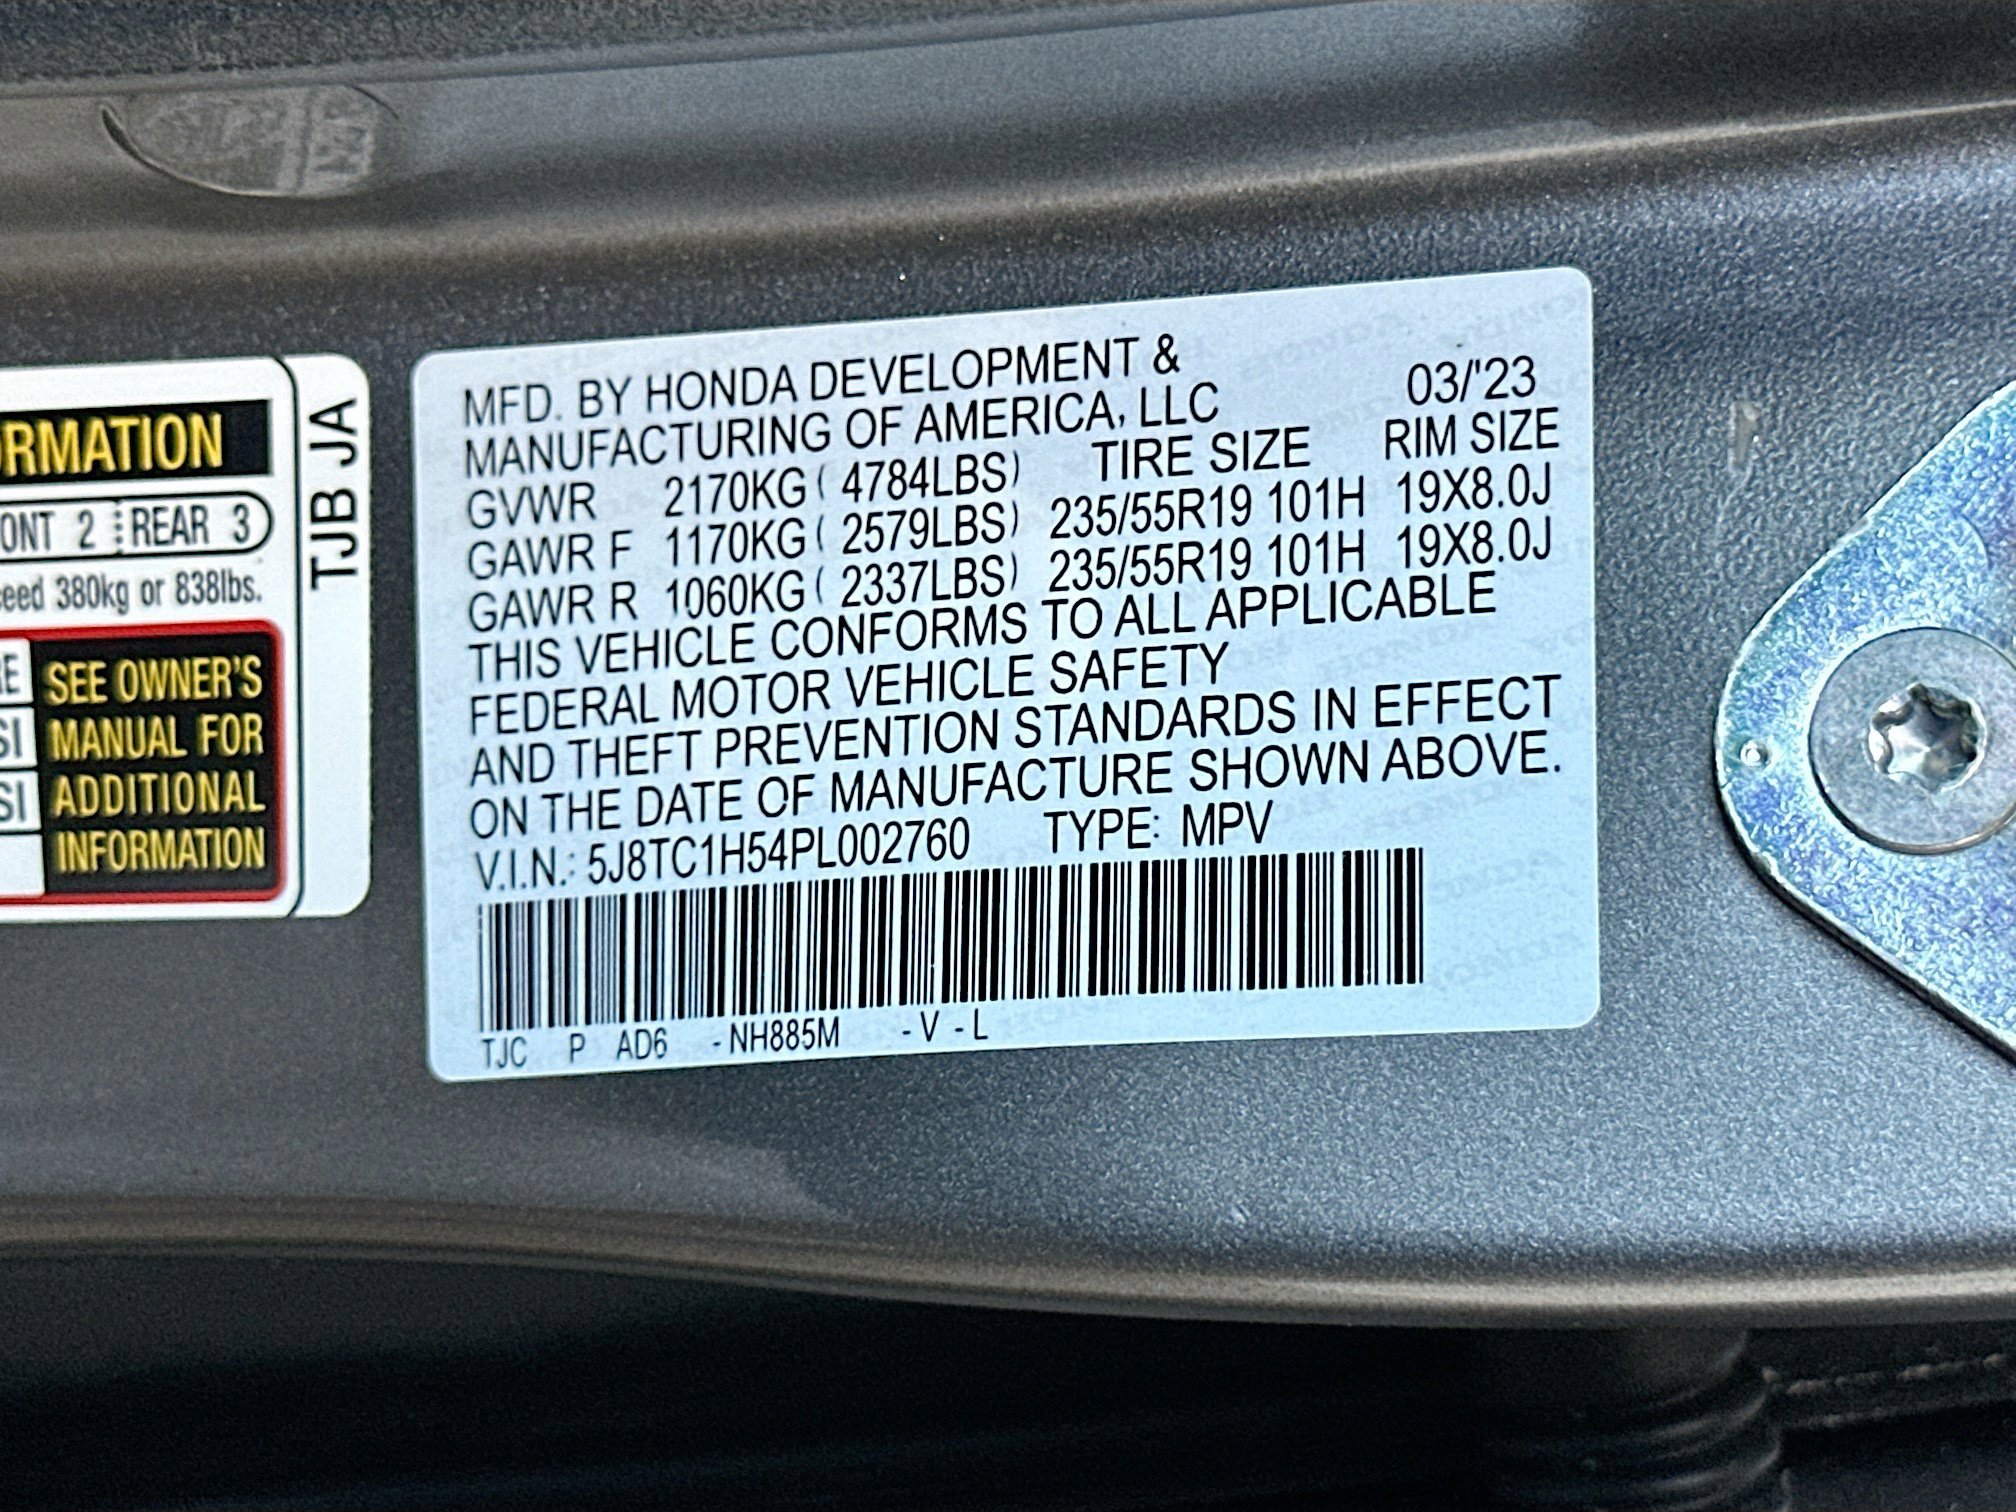 RMATION
ONT 2 REAR 3
eed 380kg or 838lbs.
RE
SI
SI
SEE OWNER'S
MANUAL FOR
ADDITIONAL
INFORMATION
TJB JA
MFD. BY HONDA DEVELOPMENT &
MANUFACTURING OF AMERICA, LLC 03/'23
GVWR 2170KG ( 4784LBS) TIRE SIZE RIM SIZE
GAWR F 1170KG ( 2579LBS) 235/55R19 101H 19X8.0J
GAWR R 1060KG ( 2337LBS) 235/55R19 101H 19X8.0J
THIS VEHICLE CONFORMS TO ALL APPLICABLE
FEDERAL MOTOR VEHICLE SAFETY
AND THEFT PREVENTION STANDARDS IN EFFECT
ON THE DATE OF MANUFACTURE SHOWN ABOVE.
V.I.N.: 5J8TC1H54PL002760 TYPE: MPV
TJC P AD6 -NH885M -V-L